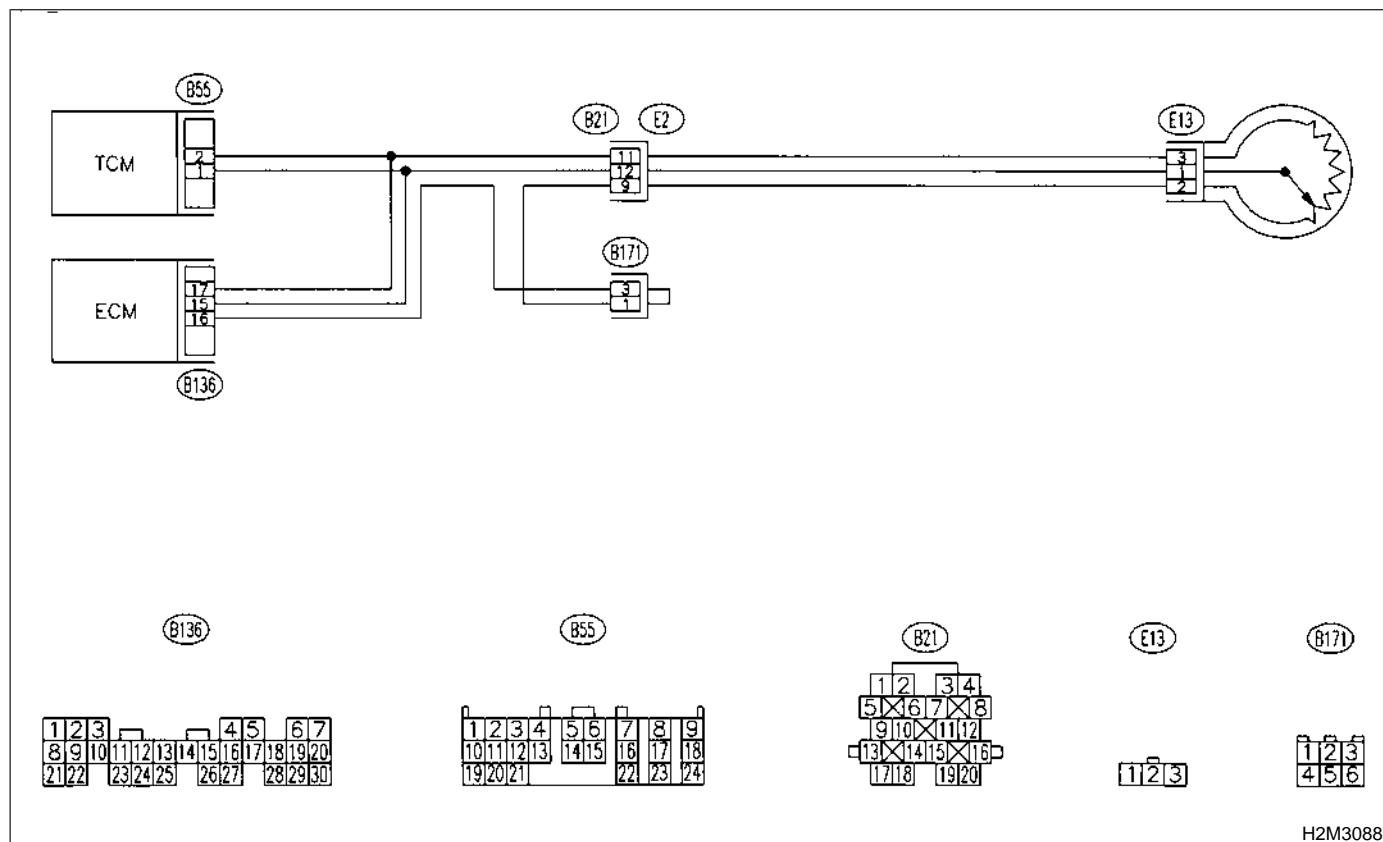 B55
TCM
2
1
B21 E2
11
12
9
E13
3
1
2
B171
3
1
ECM
17
15
16
B136
B136
1 2 3 4 5 6 7
8 9 10 11 12 13 14 15 16 17 18 19 20
21 22 23 24 25 26 27 28 29 30
B55
1 2 3 4 5 6 7 8 9
10 11 12 13 14 15 16 17 18
19 20 21 22 23 24
B21
1 2 3 4
5 6 7 8
9 10 11 12
13 14 15 16
17 18 19 20
E13
1 2 3
B171
1 2 3
4 5 6
H2M3088